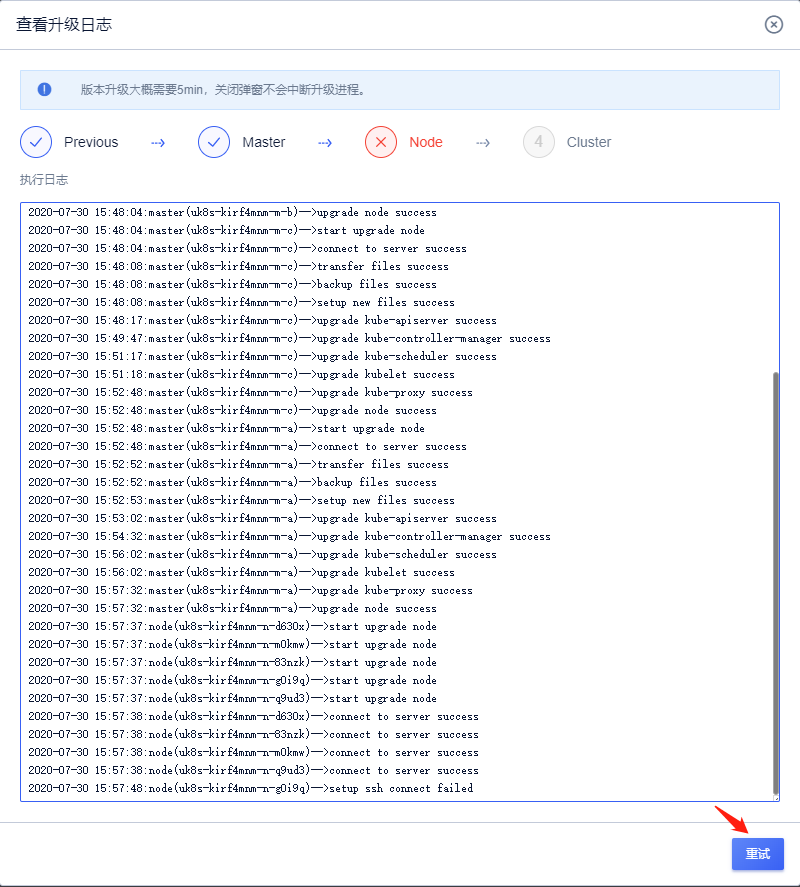 查看升级日志
版本升级大概需要5min，关闭弹窗不会中断升级进程。
Previous Master Node 4 Cluster
执行日志
2020-07-30 15:48:04:master(uk8s-kirf4mnm-m-b)-->upgrade node success
2020-07-30 15:48:04:master(uk8s-kirf4mnm-m-c)-->start upgrade node
2020-07-30 15:48:04:master(uk8s-kirf4mnm-m-c)-->connect to server success
2020-07-30 15:48:08:master(uk8s-kirf4mnm-m-c)-->transfer files success
2020-07-30 15:48:08:master(uk8s-kirf4mnm-m-c)-->backup files success
2020-07-30 15:48:08:master(uk8s-kirf4mnm-m-c)-->setup new files success
2020-07-30 15:48:17:master(uk8s-kirf4mnm-m-c)-->upgrade kube-apiserver success
2020-07-30 15:49:47:master(uk8s-kirf4mnm-m-c)-->upgrade kube-controller-manager success
2020-07-30 15:51:17:master(uk8s-kirf4mnm-m-c)-->upgrade kube-scheduler success
2020-07-30 15:51:18:master(uk8s-kirf4mnm-m-c)-->upgrade kubelet success
2020-07-30 15:52:48:master(uk8s-kirf4mnm-m-c)-->upgrade kube-proxy success
2020-07-30 15:52:48:master(uk8s-kirf4mnm-m-c)-->upgrade node success
2020-07-30 15:52:48:master(uk8s-kirf4mnm-m-a)-->start upgrade node
2020-07-30 15:52:48:master(uk8s-kirf4mnm-m-a)-->connect to server success
2020-07-30 15:52:52:master(uk8s-kirf4mnm-m-a)-->transfer files success
2020-07-30 15:52:52:master(uk8s-kirf4mnm-m-a)-->backup files success
2020-07-30 15:52:53:master(uk8s-kirf4mnm-m-a)-->setup new files success
2020-07-30 15:53:02:master(uk8s-kirf4mnm-m-a)-->upgrade kube-apiserver success
2020-07-30 15:54:32:master(uk8s-kirf4mnm-m-a)-->upgrade kube-controller-manager success
2020-07-30 15:56:02:master(uk8s-kirf4mnm-m-a)-->upgrade kube-scheduler success
2020-07-30 15:56:02:master(uk8s-kirf4mnm-m-a)-->upgrade kubelet success
2020-07-30 15:57:32:master(uk8s-kirf4mnm-m-a)-->upgrade kube-proxy success
2020-07-30 15:57:32:master(uk8s-kirf4mnm-m-a)-->upgrade node success
2020-07-30 15:57:37:node(uk8s-kirf4mnm-n-d630x)-->start upgrade node
2020-07-30 15:57:37:node(uk8s-kirf4mnm-n-m0kmw)-->start upgrade node
2020-07-30 15:57:37:node(uk8s-kirf4mnm-n-83nzk)-->start upgrade node
2020-07-30 15:57:37:node(uk8s-kirf4mnm-n-g0i9q)-->start upgrade node
2020-07-30 15:57:37:node(uk8s-kirf4mnm-n-q9ud3)-->start upgrade node
2020-07-30 15:57:38:node(uk8s-kirf4mnm-n-d630x)-->connect to server success
2020-07-30 15:57:38:node(uk8s-kirf4mnm-n-83nzk)-->connect to server success
2020-07-30 15:57:38:node(uk8s-kirf4mnm-n-m0kmw)-->connect to server success
2020-07-30 15:57:38:node(uk8s-kirf4mnm-n-q9ud3)-->connect to server success
2020-07-30 15:57:48:node(uk8s-kirf4mnm-n-g0i9q)-->setup ssh connect failed
重试